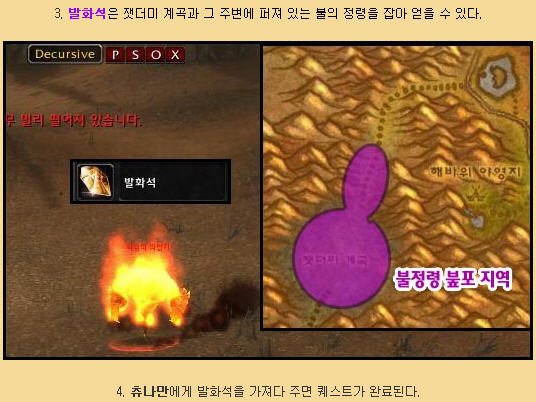 3. 발화석은 잿더미 계곡과 그 주변에 퍼져 있는 불의 정령을 잡아 얻을 수 있다.
Decursive P S O X
무 멀리 떨어져 있습니다.
발화석
해바위 야영지
잿더미 계곡
불정령 붚포 지역
4. 츄나만에게 발화석을 가져다 주면 퀘스트가 완료된다.